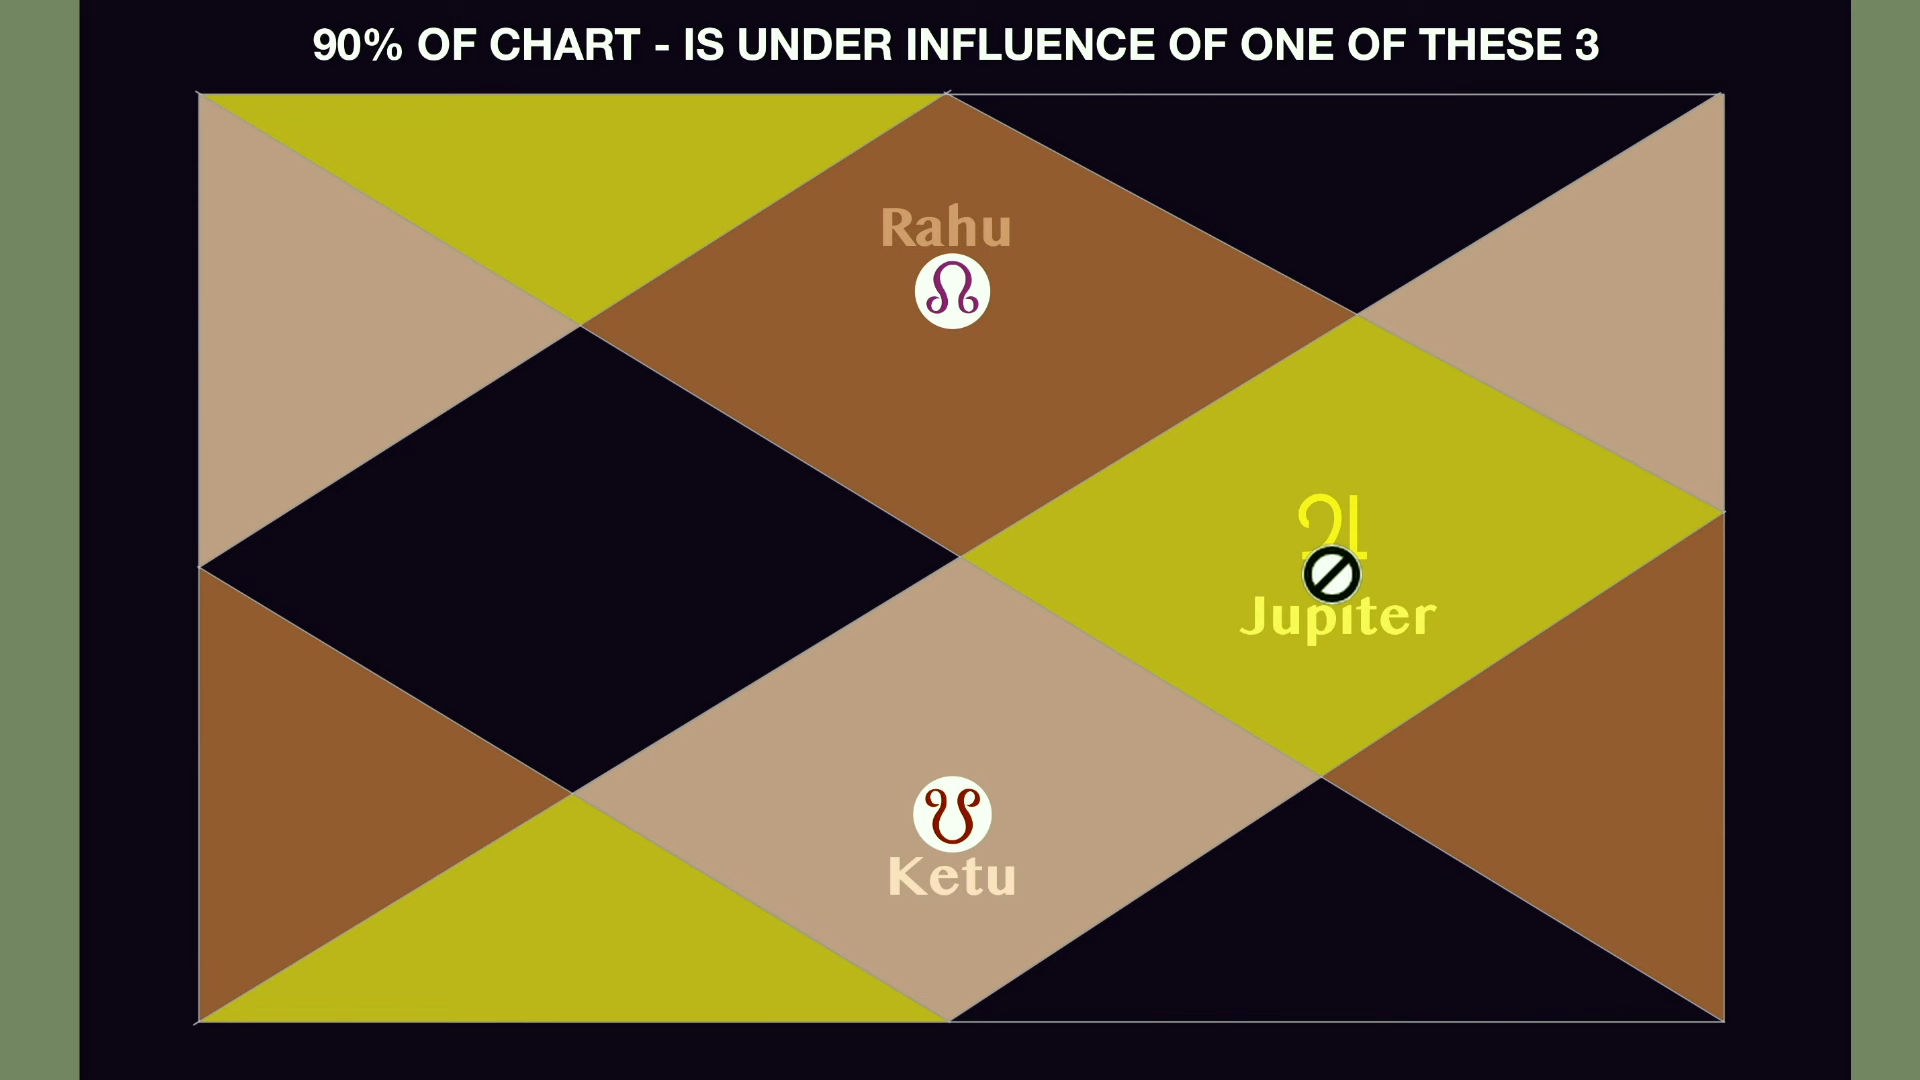 90% OF CHART - IS UNDER INFLUENCE OF ONE OF THESE 3
Rahu
Jupiter
Ketu